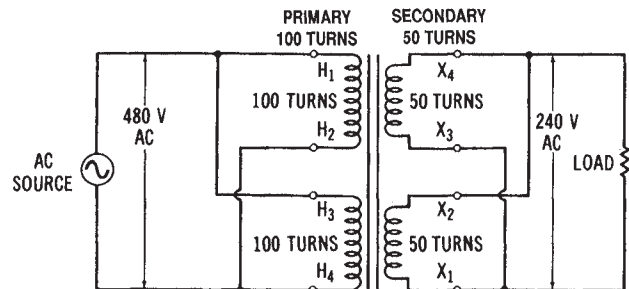 PRIMARY
100 TURNS
SECONDARY
50 TURNS
H1
X4
480 V
AC
100 TURNS
50 TURNS
240 V
AC
H2
X3
AC
SOURCE
LOAD
H3
X2
100 TURNS
50 TURNS
H4
X1